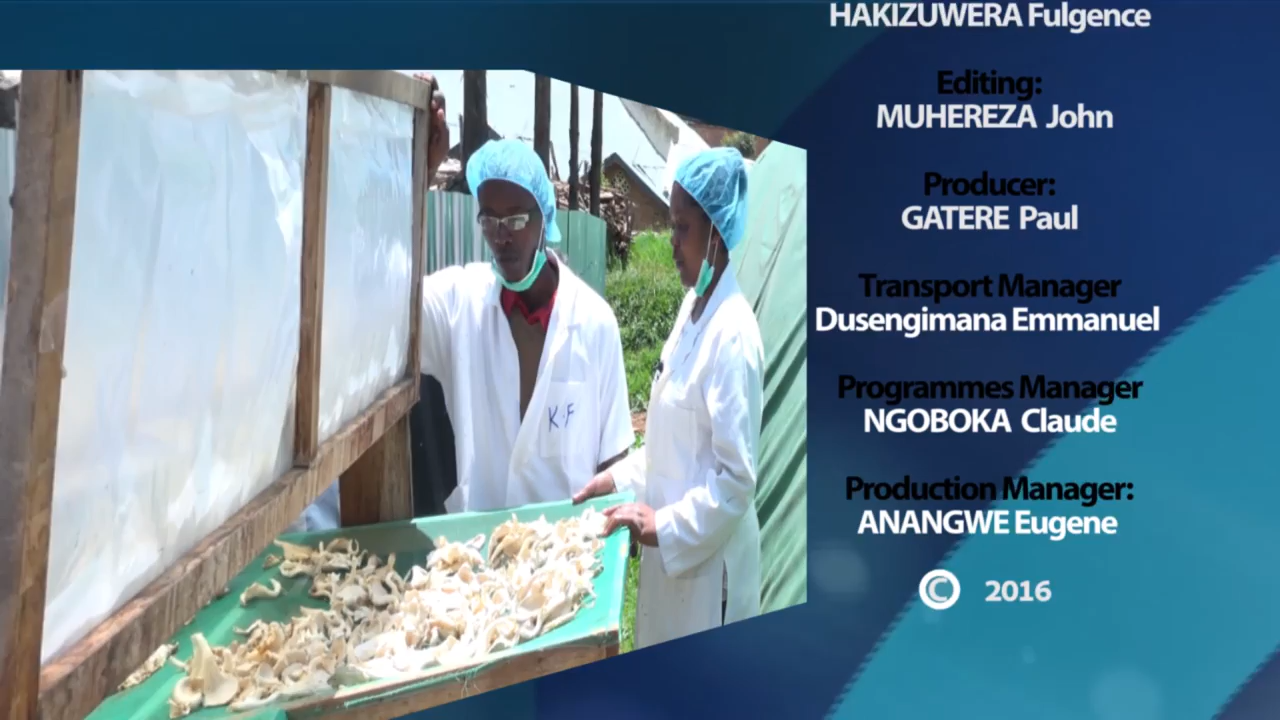 HAKIZUWERA Fulgence
Editing:
MUHEREZA John
Producer:
GATERE Paul
Transport Manager
Dusengimana Emmanuel
Programmes Manager
NGOBOKA Claude
Production Manager:
ANANGWE Eugene
© 2016
K.F